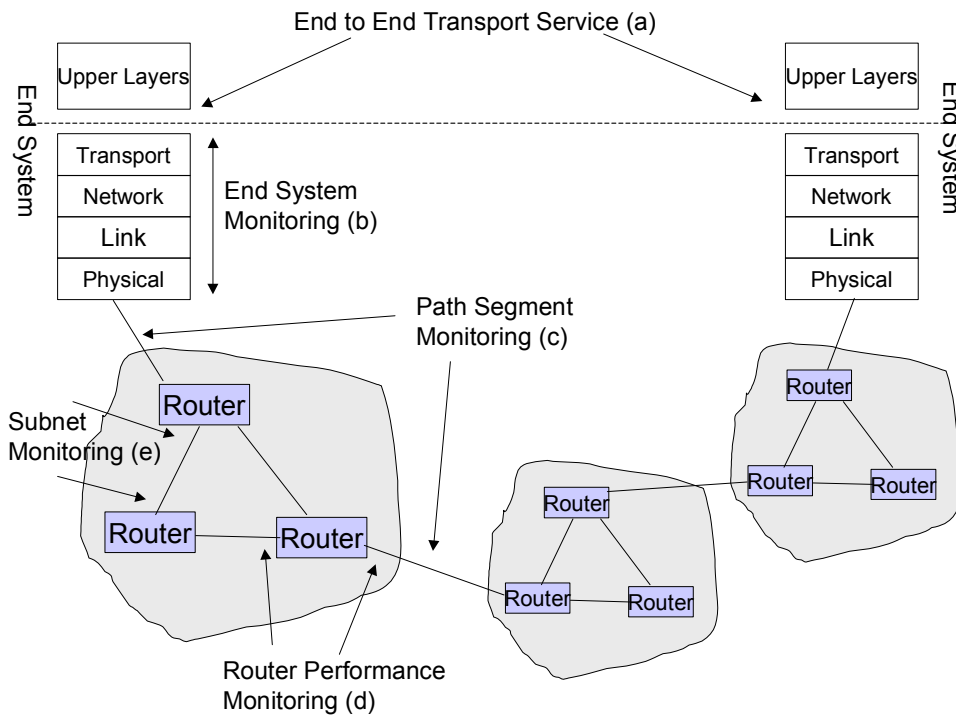 End to End Transport Service (a)
Upper Layers
Upper Layers
End System
End System
Transport
Network
Link
Physical
End System
Monitoring (b)
Transport
Network
Link
Physical
Path Segment
Monitoring (c)
Router
Router
Router
Subnet
Monitoring (e)
Router
Router
Router
Router
Router
Router
Router Performance
Monitoring (d)